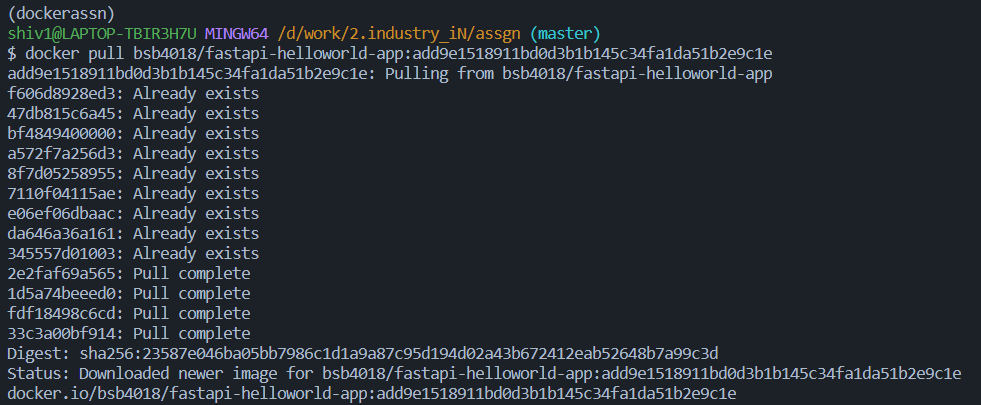 (dockerassn)
shiv1@LAPTOP-TBIR3H7U MINGW64 /d/work/2.industry_iN/assgn (master)
$ docker pull bsb4018/fastapi-helloworld-app:add9e1518911bd0d3b1b145c34fa1da51b2e9c1e
add9e1518911bd0d3b1b145c34fa1da51b2e9c1e: Pulling from bsb4018/fastapi-helloworld-app
f606d8928ed3: Already exists
47db815c6a45: Already exists
bf4849400000: Already exists
a572f7a256d3: Already exists
8f7d05258955: Already exists
7110f04115ae: Already exists
e06ef06dbaac: Already exists
da646a36a161: Already exists
345557d01003: Already exists
2e2faf69a565: Pull complete
1d5a74beeed0: Pull complete
fdf18498c6cd: Pull complete
33c3a00bf914: Pull complete
Digest: sha256:23587e046ba05bb7986c1d1a9a87c95d194d02a43b672412eab52648b7a99c3d
Status: Downloaded newer image for bsb4018/fastapi-helloworld-app:add9e1518911bd0d3b1b145c34fa1da51b2e9c1e
docker.io/bsb4018/fastapi-helloworld-app:add9e1518911bd0d3b1b145c34fa1da51b2e9c1e